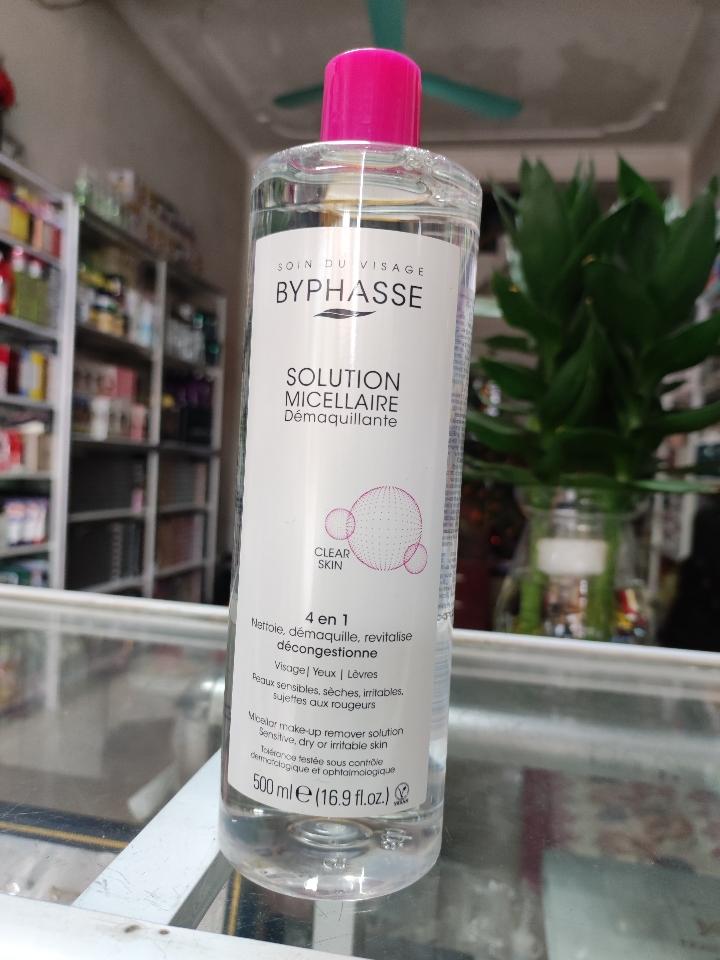 SOIN DU VISAGE
BYPHASSE
SOLUTION
MICELLAIRE
Démaquillante
CLEAR
SKIN
4 en 1
Nettoie, démaquille, revitalise
décongestionne
Visage| Yeux | Lèvres
Peaux sensibles, sèches, irritables,
sujettes aux rougeurs
Micellar make-up remover solution
Sensitive, dry or irritable skin
Tolérance testée sous contrôle
dermatologique et ophtalmologique
500 ml ℮ (16.9 fl.oz.)
VEGAN